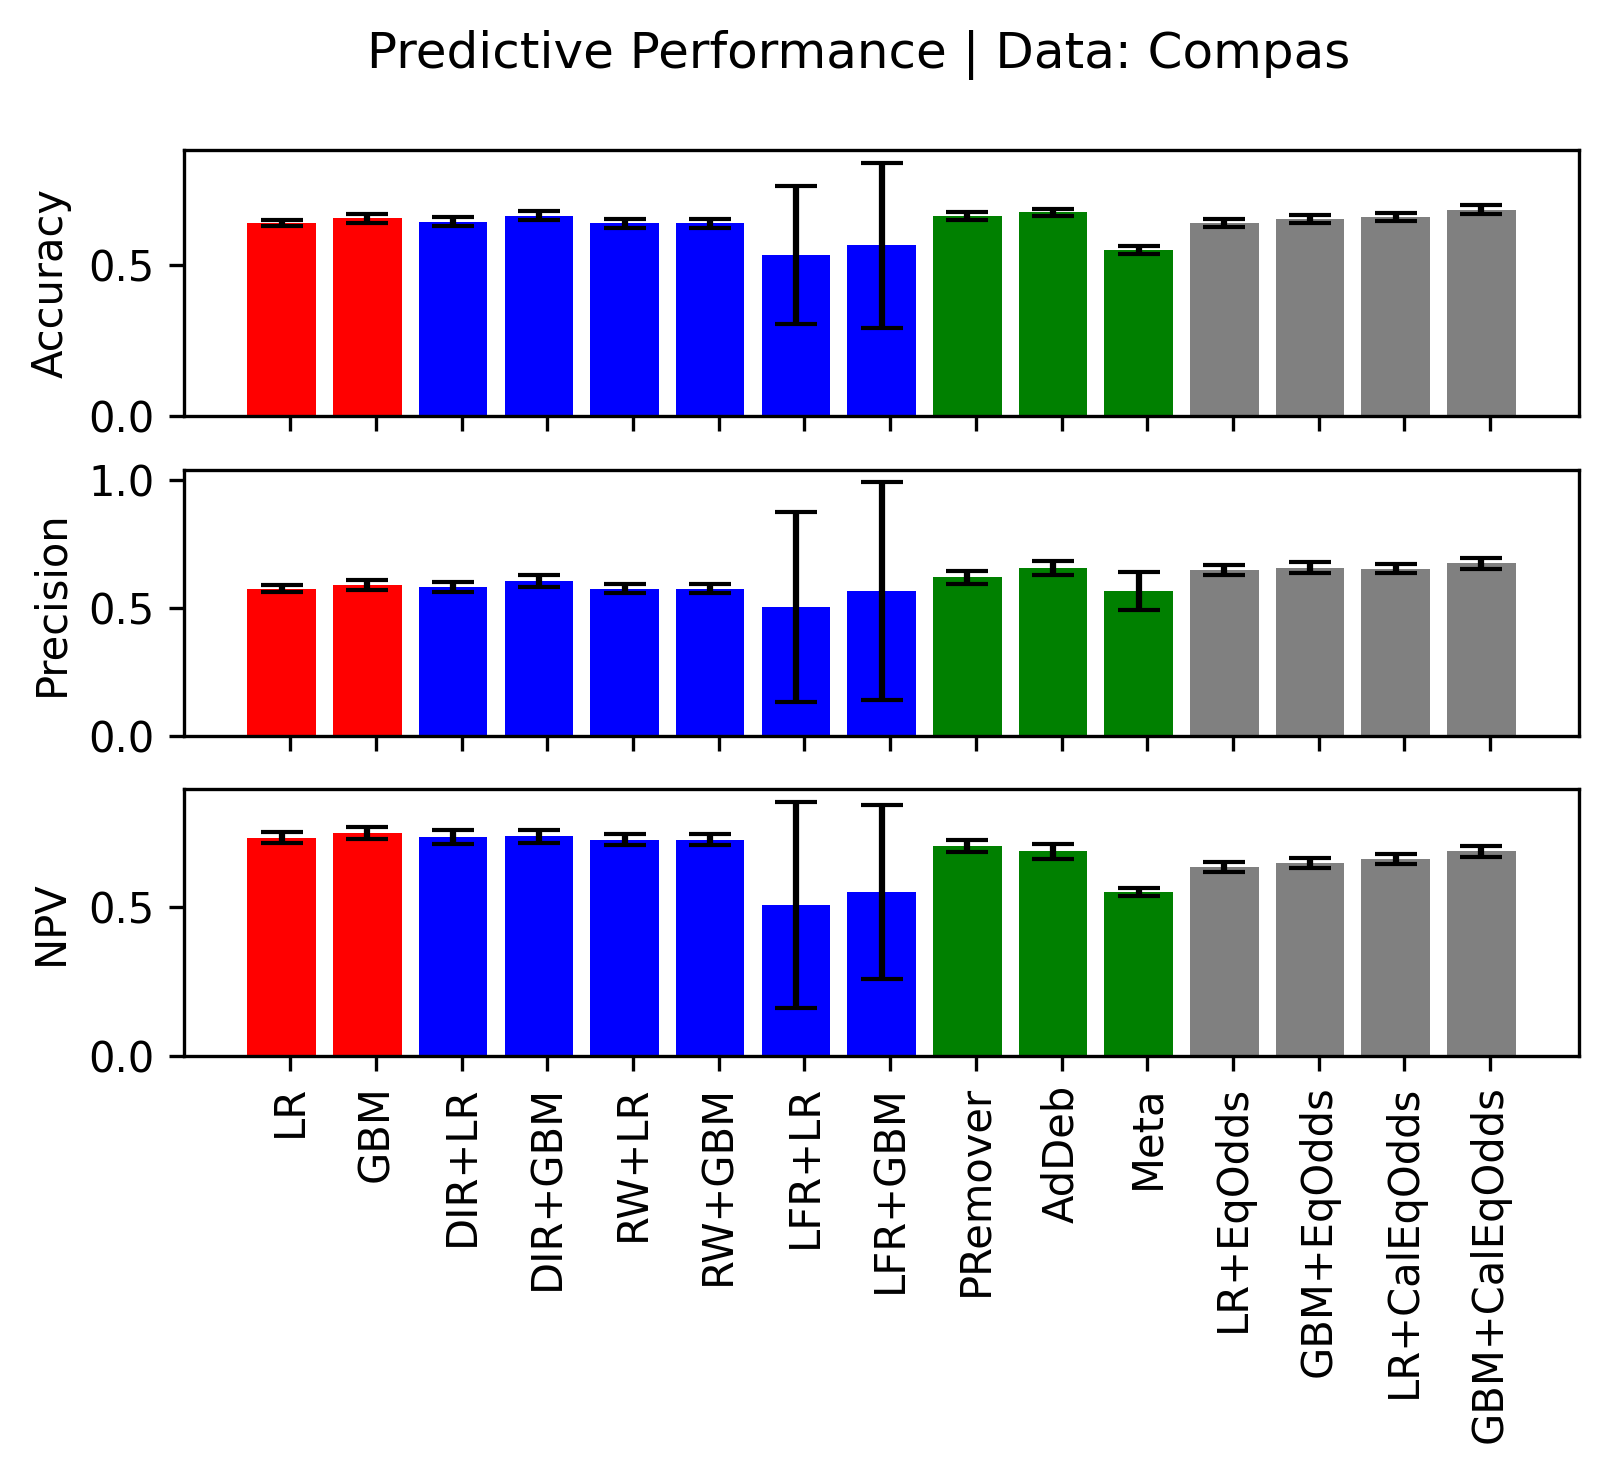 Predictive Performance | Data: Compas
Accuracy
0.5
0.0
Precision
1.0
0.5
0.0
NPV
0.5
0.0
LR
GBM
DIR+LR
DIR+GBM
RW+LR
RW+GBM
LFR+LR
LFR+GBM
PRemover
AdDeb
Meta
LR+EqOdds
GBM+EqOdds
LR+CalEqOdds
GBM+CalEqOdds